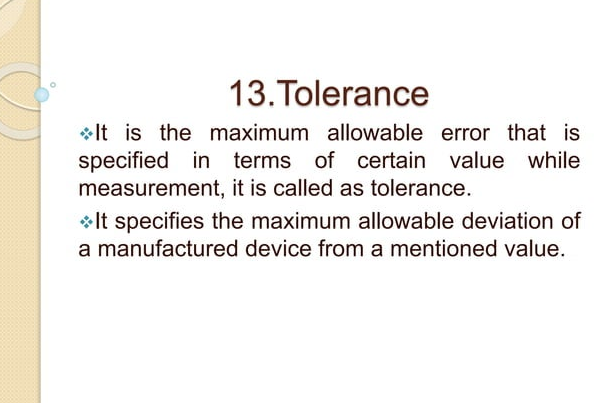 13.Tolerance
❖It is the maximum allowable error that is
specified in terms of certain value while
measurement, it is called as tolerance.
❖It specifies the maximum allowable deviation of
a manufactured device from a mentioned value.